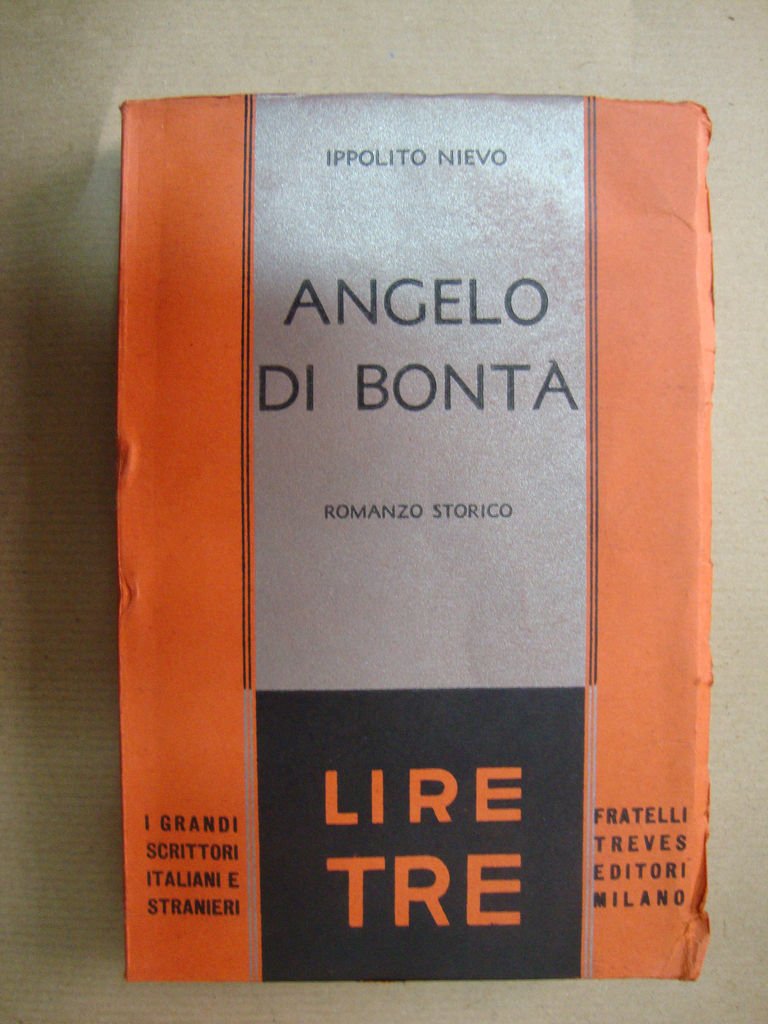 IPPOLITO NIEVO
ANGELO
DI BONTÀ
ROMANZO STORICO
LIRE
TRE
I GRANDI
SCRITTORI
ITALIANI E
STRANIERI
FRATELLI
TREVES
EDITORI
MILANO